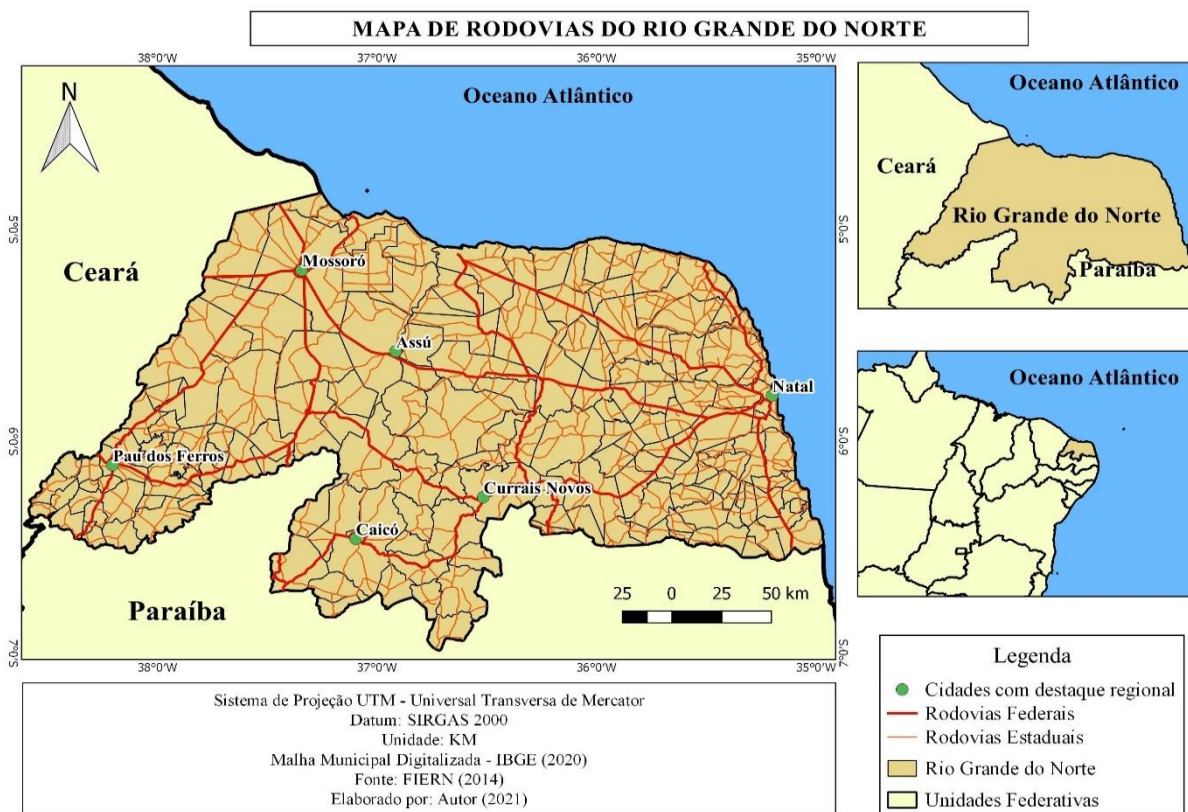 MAPA DE RODOVIAS DO RIO GRANDE DO NORTE
38°0'W 37°0'W 36°0'W 35°0'W
N
Oceano Atlântico
Ceará
Mossoró
Assú
Natal
Pau dos Ferros
Currais Novos
Caicó
Paraíba
25 0 25 50 km
5°0'S
6°0'S
7°0'S
5°0'S
6°0'S
7°0'S
38°0'W 37°0'W 36°0'W 35°0'W
Oceano Atlântico
Ceará
Rio Grande do Norte
Paraíba
Oceano Atlântico
Sistema de Projeção UTM - Universal Transversa de Mercator
Datum: SIRGAS 2000
Unidade: KM
Malha Municipal Digitalizada - IBGE (2020)
Fonte: FIERN (2014)
Elaborado por: Autor (2021)
Legenda
Cidades com destaque regional
Rodovias Federais
Rodovias Estaduais
Rio Grande do Norte
Unidades Federativas